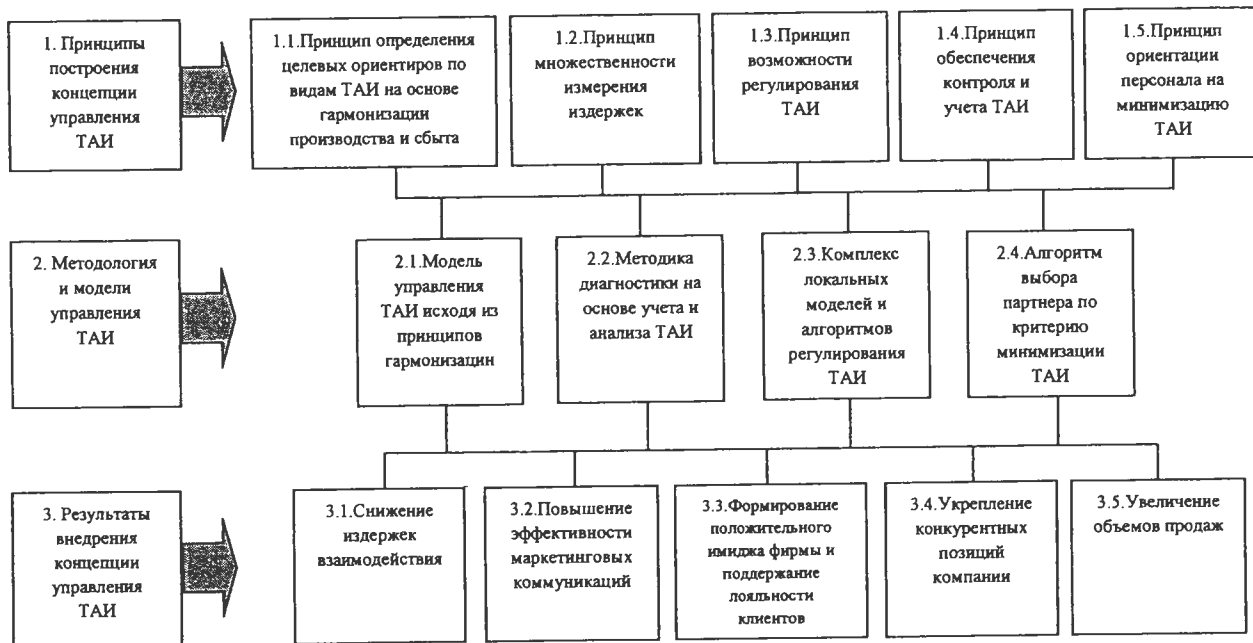 1. Принципы
построения
концепции
управления
ТАИ
1.1.Принцип определения
целевых ориентиров по
видам ТАИ на основе
гармонизации
производства и сбыта
1.2.Принцип
множественности
измерения
издержек
1.3.Принцип
возможности
регулирования
ТАИ
1.4.Принцип
обеспечения
контроля и
учета ТАИ
1.5.Принцип
ориентации
персонала на
минимизацию
ТАИ
2. Методология
и модели
управления
ТАИ
2.1.Модель
управления
ТАИ исходя из
принципов
гармонизации
2.2.Методика
диагностики на
основе учета и
анализа ТАИ
2.3.Комплекс
локальных
моделей и
алгоритмов
регулирования
ТАИ
2.4.Алгоритм
выбора
партнера по
критерию
минимизации
ТАИ
3. Результаты
внедрения
концепции
управления
ТАИ
3.1.Снижение
издержек
взаимодействия
3.2.Повышение
эффективности
маркетинговых
коммуникаций
3.3.Формирование
положительного
имиджа фирмы и
поддержание
лояльности
клиентов
3.4.Укрепление
конкурентных
позиций
компании
3.5.Увеличение
объемов продаж